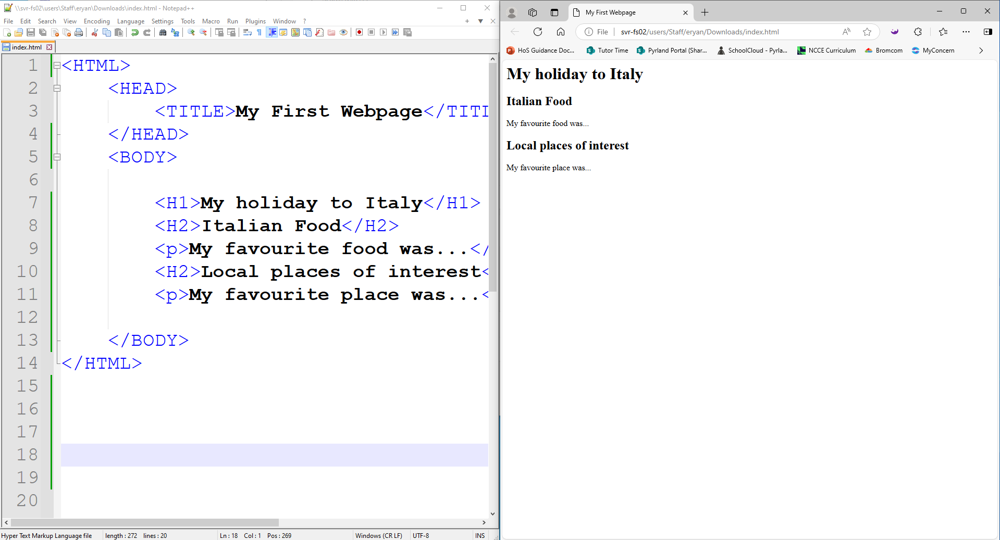 \\svr-fs02\users\Staff\eryan\Downloads\index.html - Notepad++
File Edit Search View Encoding Language Settings Tools Macro Run Plugins Window ?
index.html
1 <HTML>
2 <HEAD>
3 <TITLE>My First Webpage</TITL
4 </HEAD>
5 <BODY>
6
7 <H1>My holiday to Italy</H1>
8 <H2>Italian Food</H2>
9 <p>My favourite food was...</
10 <H2>Local places of interest<
11 <p>My favourite place was...<
12
13 </BODY>
14 </HTML>
15
16
17
18
19
20
Hyper Text Markup Language file length : 272 lines : 20 Ln : 18 Col : 1 Pos : 269 Windows (CR LF) UTF-8 INS
My First Webpage
File svr-fs02/users/Staff/eryan/Downloads/index.html
HoS Guidance Doc... Tutor Time Pyrland Portal (Shar... SchoolCloud - Pyrla... NCCE Curriculum Bromcom MyConcern
My holiday to Italy
Italian Food
My favourite food was...
Local places of interest
My favourite place was...